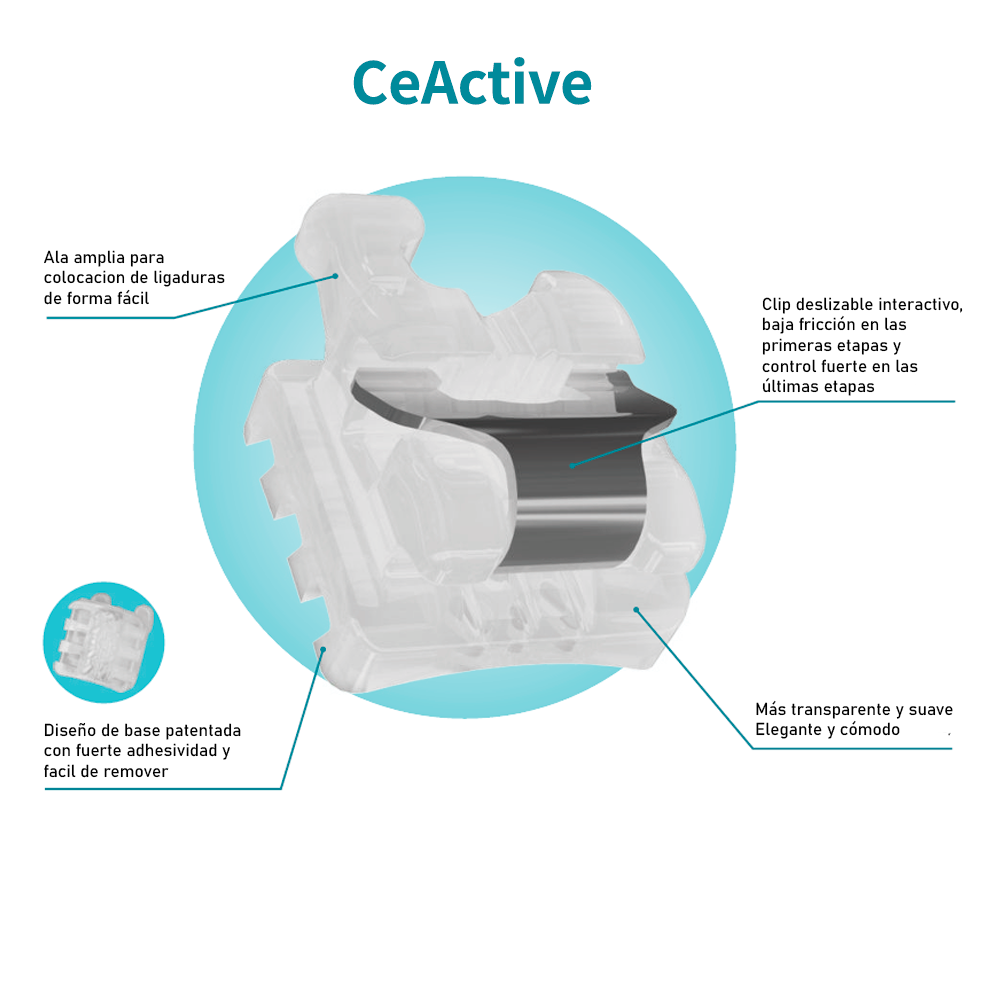 CeActive
Ala amplia para
colocacion de ligaduras
de forma fácil
Clip deslizable interactivo,
baja fricción en las
primeras etapas y
control fuerte en las
últimas etapas
Diseño de base patentada
con fuerte adhesividad y
facil de remover
Más transparente y suave
Elegante y cómodo